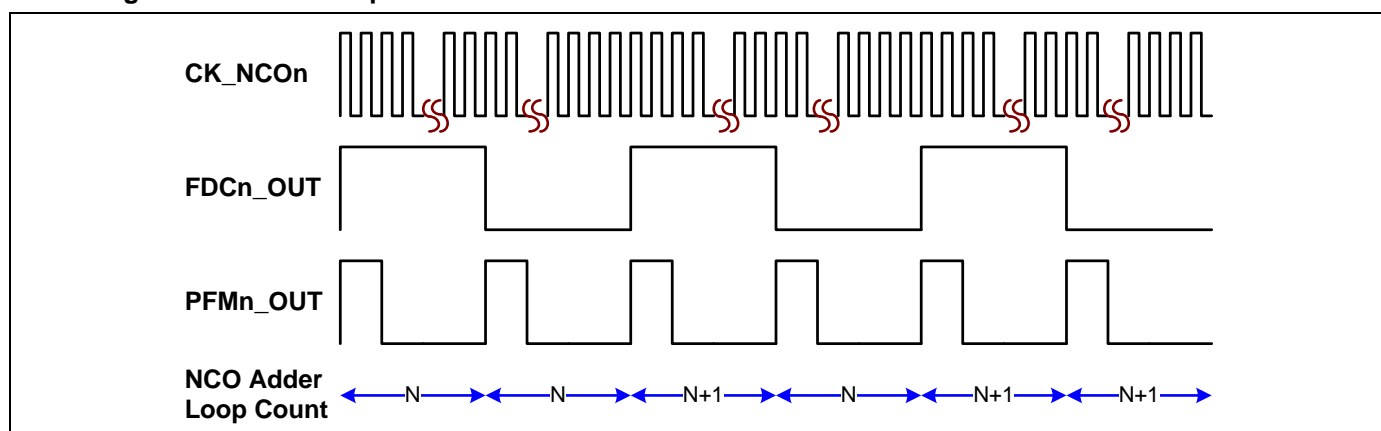 CK_NCOn
FDCn_OUT
PFMn_OUT
NCO Adder
Loop Count
N N N+1 N N+1 N+1